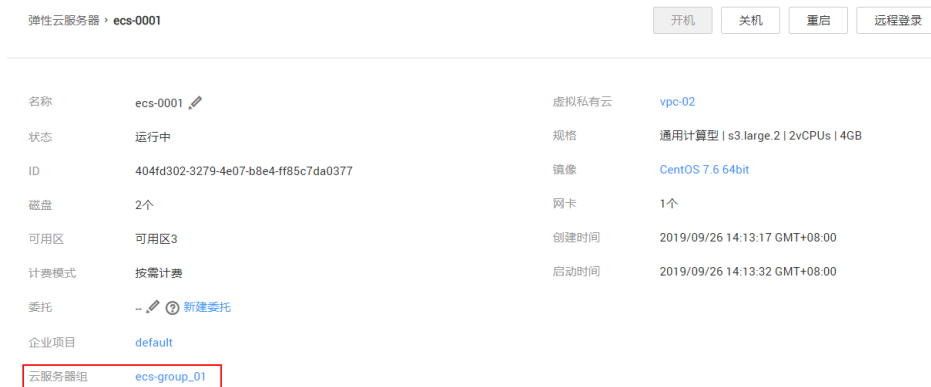 弹性云服务器 › ecs-0001 开机 关机 重启 远程登录
名称 ecs-0001 虚拟私有云 vpc-02
状态 运行中 规格 通用计算型 | s3.large.2 | 2vCPUs | 4GB
ID 404fd302-3279-4e07-b8e4-ff85c7da0377 镜像 CentOS 7.6 64bit
磁盘 2个 网卡 1个
可用区 可用区3 创建时间 2019/09/26 14:13:17 GMT+08:00
计费模式 按需计费 启动时间 2019/09/26 14:13:32 GMT+08:00
委托 -- 新建委托
企业项目 default
云服务器组 ecs-group_01